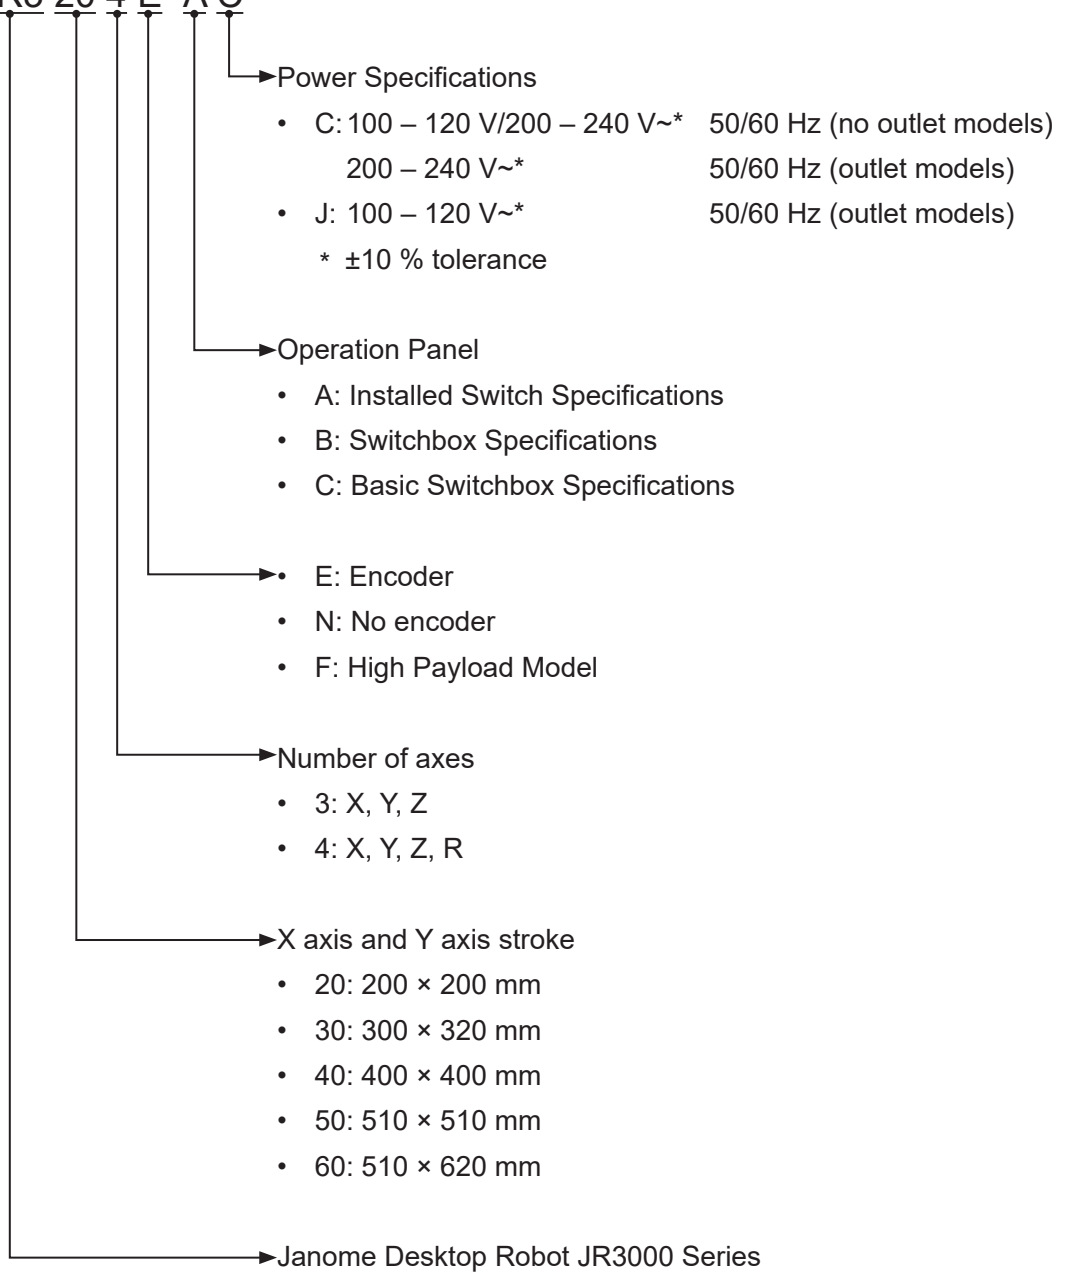 Power Specifications
• C: 100 – 120 V/200 – 240 V~* 50/60 Hz (no outlet models)
200 – 240 V~* 50/60 Hz (outlet models)
• J: 100 – 120 V~* 50/60 Hz (outlet models)
* ±10 % tolerance
Operation Panel
• A: Installed Switch Specifications
• B: Switchbox Specifications
• C: Basic Switchbox Specifications
• E: Encoder
• N: No encoder
• F: High Payload Model
Number of axes
• 3: X, Y, Z
• 4: X, Y, Z, R
X axis and Y axis stroke
• 20: 200 × 200 mm
• 30: 300 × 320 mm
• 40: 400 × 400 mm
• 50: 510 × 510 mm
• 60: 510 × 620 mm
Janome Desktop Robot JR3000 Series